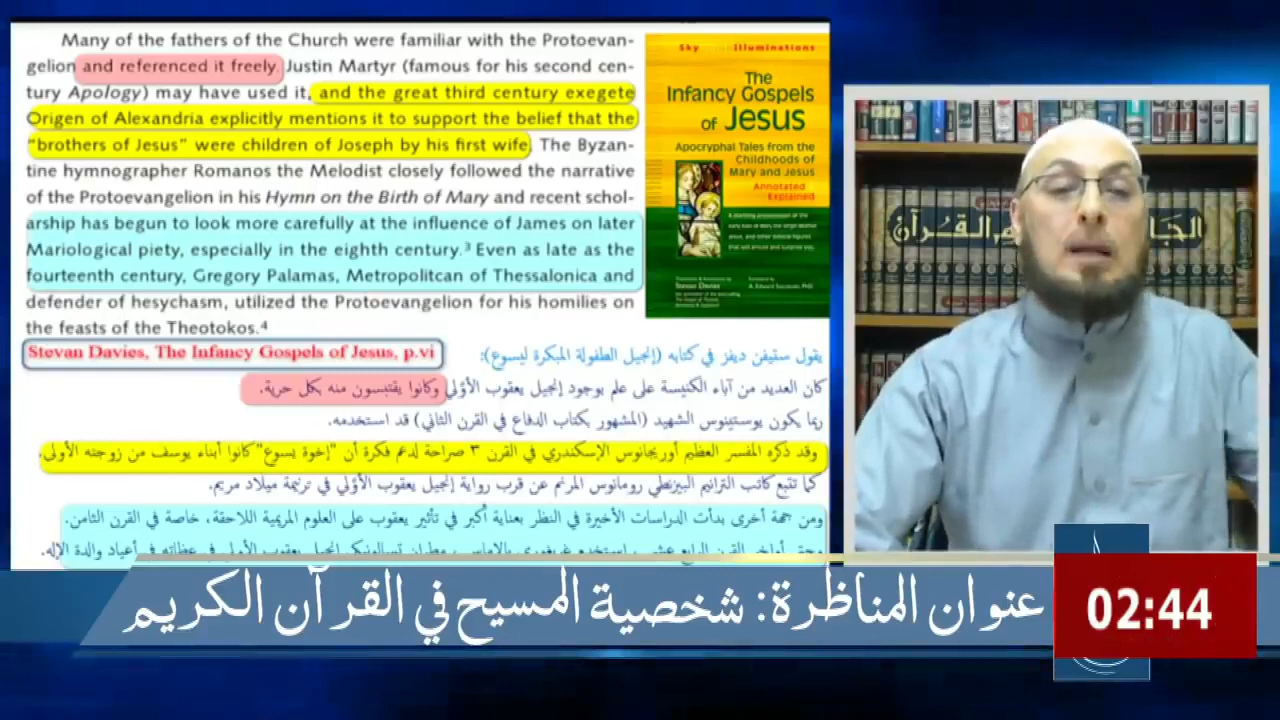 Many of the fathers of the Church were familiar with the Protoevan-
gelion and referenced it freely. Justin Martyr (famous for his second cen-
tury Apology) may have used it, and the great third century exegete
Origen of Alexandria explicitly mentions it to support the belief that the
"brothers of Jesus" were children of Joseph by his first wife. The Byzan-
tine hymnographer Romanos the Melodist closely followed the narrative
of the Protoevangelion in his Hymn on the Birth of Mary and recent schol-
arship has begun to look more carefully at the influence of James on later
Mariological piety, especially in the eighth century.³ Even as late as the
fourteenth century, Gregory Palamas, Metropolitcan of Thessalonica and
defender of hesychasm, utilized the Protoevangelion for his homilies on
the feasts of the Theotokos.⁴
Stevan Davies, The Infancy Gospels of Jesus, p.vi
Sky Illuminations
The
Infancy Gospels
of Jesus
Apocryphal Tales from the
Childhoods of
Mary and Jesus
Annotated
Explained
Stevan Davies
يقول ستيفن ديفز في كتابه (إنجيل الطفولة المبكرة ليسوع):
كان العديد من آباء الكنيسة على علم بوجود إنجيل يعقوب الأولي وكانوا يقتبسون منه بكل حرية.
ربما يكون يوستينوس الشهيد (المشهور بكتاب الدفاع في القرن الثاني) قد استخدمه.
وقد ذكره المفسر العظيم أوريجانوس الإسكندري في القرن ٣ صراحة لدعم فكرة أن "إخوة يسوع" كانوا أبناء يوسف من زوجته الأولى.
كما تتبع كاتب الترانيم البيزنطي رومانوس المرنم عن قرب رواية إنجيل يعقوب الأولي في ترنيمة ميلاد مريم.
ومن جهة أخرى بدأت الدراسات الأخيرة في النظر بعناية أكبر في تأثير يعقوب على العلوم المريمية اللاحقة، خاصة في القرن الثامن.
عنوان المناظرة: شخصية المسيح في القرآن الكريم
02:44